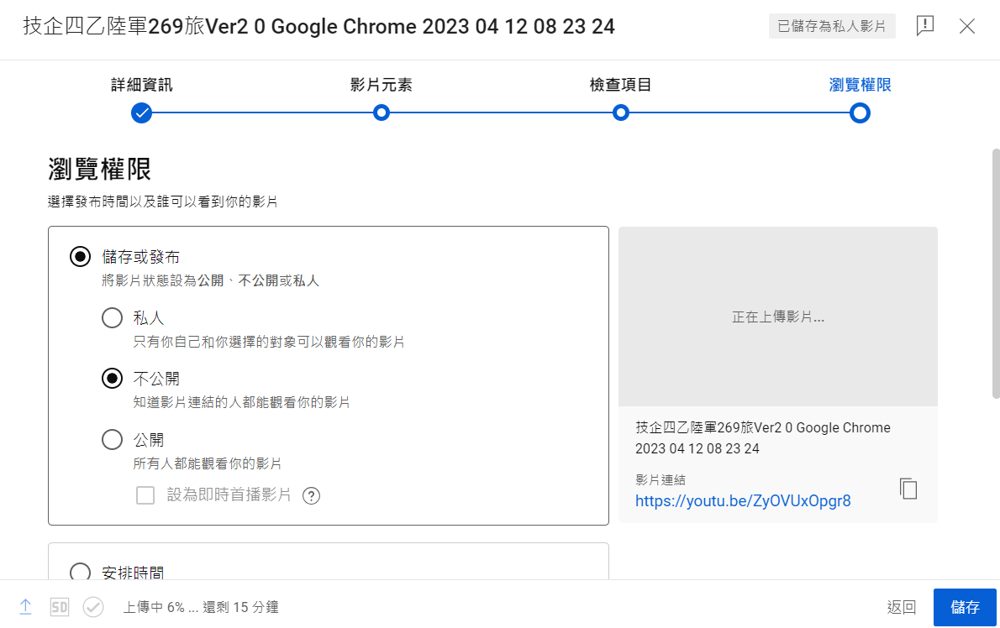 技企四乙陸軍269旅Ver2 0 Google Chrome 2023 04 12 08 23 24
已儲存為私人影片
詳細資訊
影片元素
檢查項目
瀏覽權限
瀏覽權限
選擇發布時間以及誰可以看到你的影片
儲存或發布
將影片狀態設為公開、不公開或私人
私人
只有你自己和你選擇的對象可以觀看你的影片
不公開
知道影片連結的人都能觀看你的影片
公開
所有人都能觀看你的影片
設為即時首播影片
正在上傳影片...
技企四乙陸軍269旅Ver2 0 Google Chrome
2023 04 12 08 23 24
影片連結
https://youtu.be/ZyOVUxOpgr8
安排時間
SD
上傳中 6% ... 還剩 15 分鐘
返回
儲存